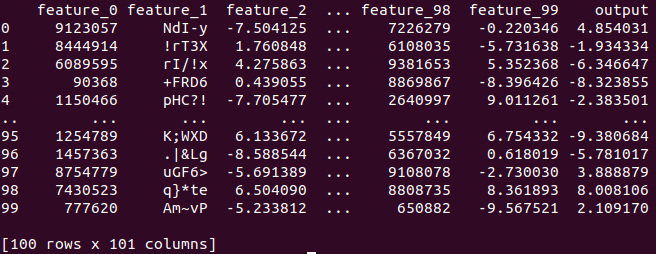 feature_0 feature_1 feature_2 ... feature_98 feature_99 output
0 9123057 NdI-y -7.504125 ... 7226279 -0.220346 4.854031
1 8444914 !rT3X 1.760848 ... 6108035 -5.731638 -1.934334
2 6089595 rI/!x 4.275863 ... 9381653 5.352368 -6.346647
3 90368 +FRD6 0.439055 ... 8869867 -8.396426 -8.323855
4 1150466 pHC?! -7.705477 ... 2640997 9.011261 -2.383501
.. ... ... ... ... ... ... ...
95 1254789 K;WXD 6.133672 ... 5557849 6.754332 -9.380684
96 1457363 .|&Lg -8.588544 ... 6367032 0.618019 -5.781017
97 8754779 uGF6> -5.691389 ... 9108078 -2.730030 3.888879
98 7430523 q}*te 6.504090 ... 8808735 8.361893 8.008106
99 777620 Am~vP -5.233812 ... 650882 -9.567521 2.109170
[100 rows x 101 columns]